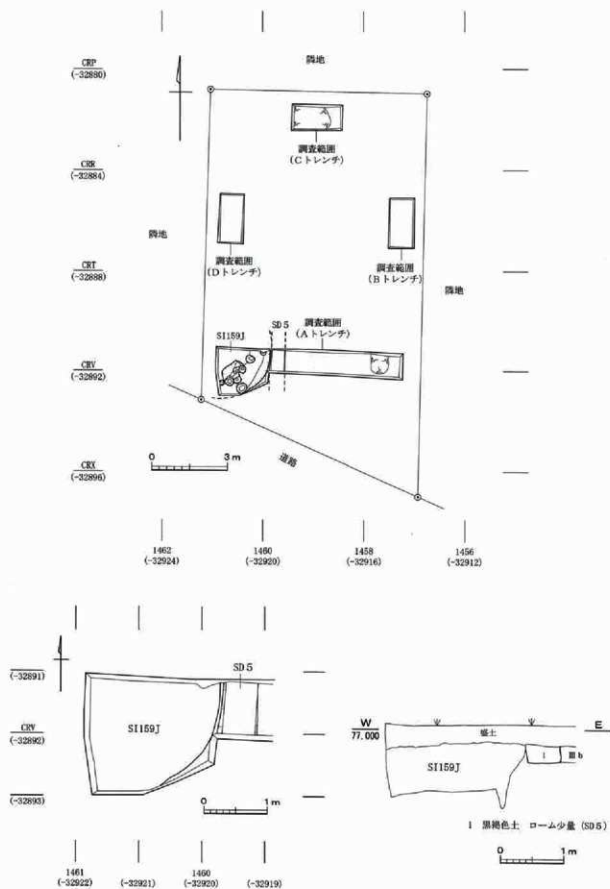 隣地
CRP
(-32880)
調査範囲
(Cトレンチ)
CRR
(-32884)
隣地
調査範囲
(Dトレンチ)
調査範囲
(Bトレンチ)
隣地
CRT
(-32888)
SI159J
SD5
調査範囲
(Aトレンチ)
CRV
(-32892)
道路
0 3m
CRX
(-32896)
1462
(-32924)
1460
(-32920)
1458
(-32916)
1456
(-32912)
(-32891)
SD5
CRV
(-32892)
SI159J
(-32893)
0 1m
1461
(-32922)
(-32921)
1460
(-32920)
(-32919)
W
77.000
E
盛土
SI159J
1
Ⅲb
1 黒褐色土 ローム少量 (SD5)
0 1m